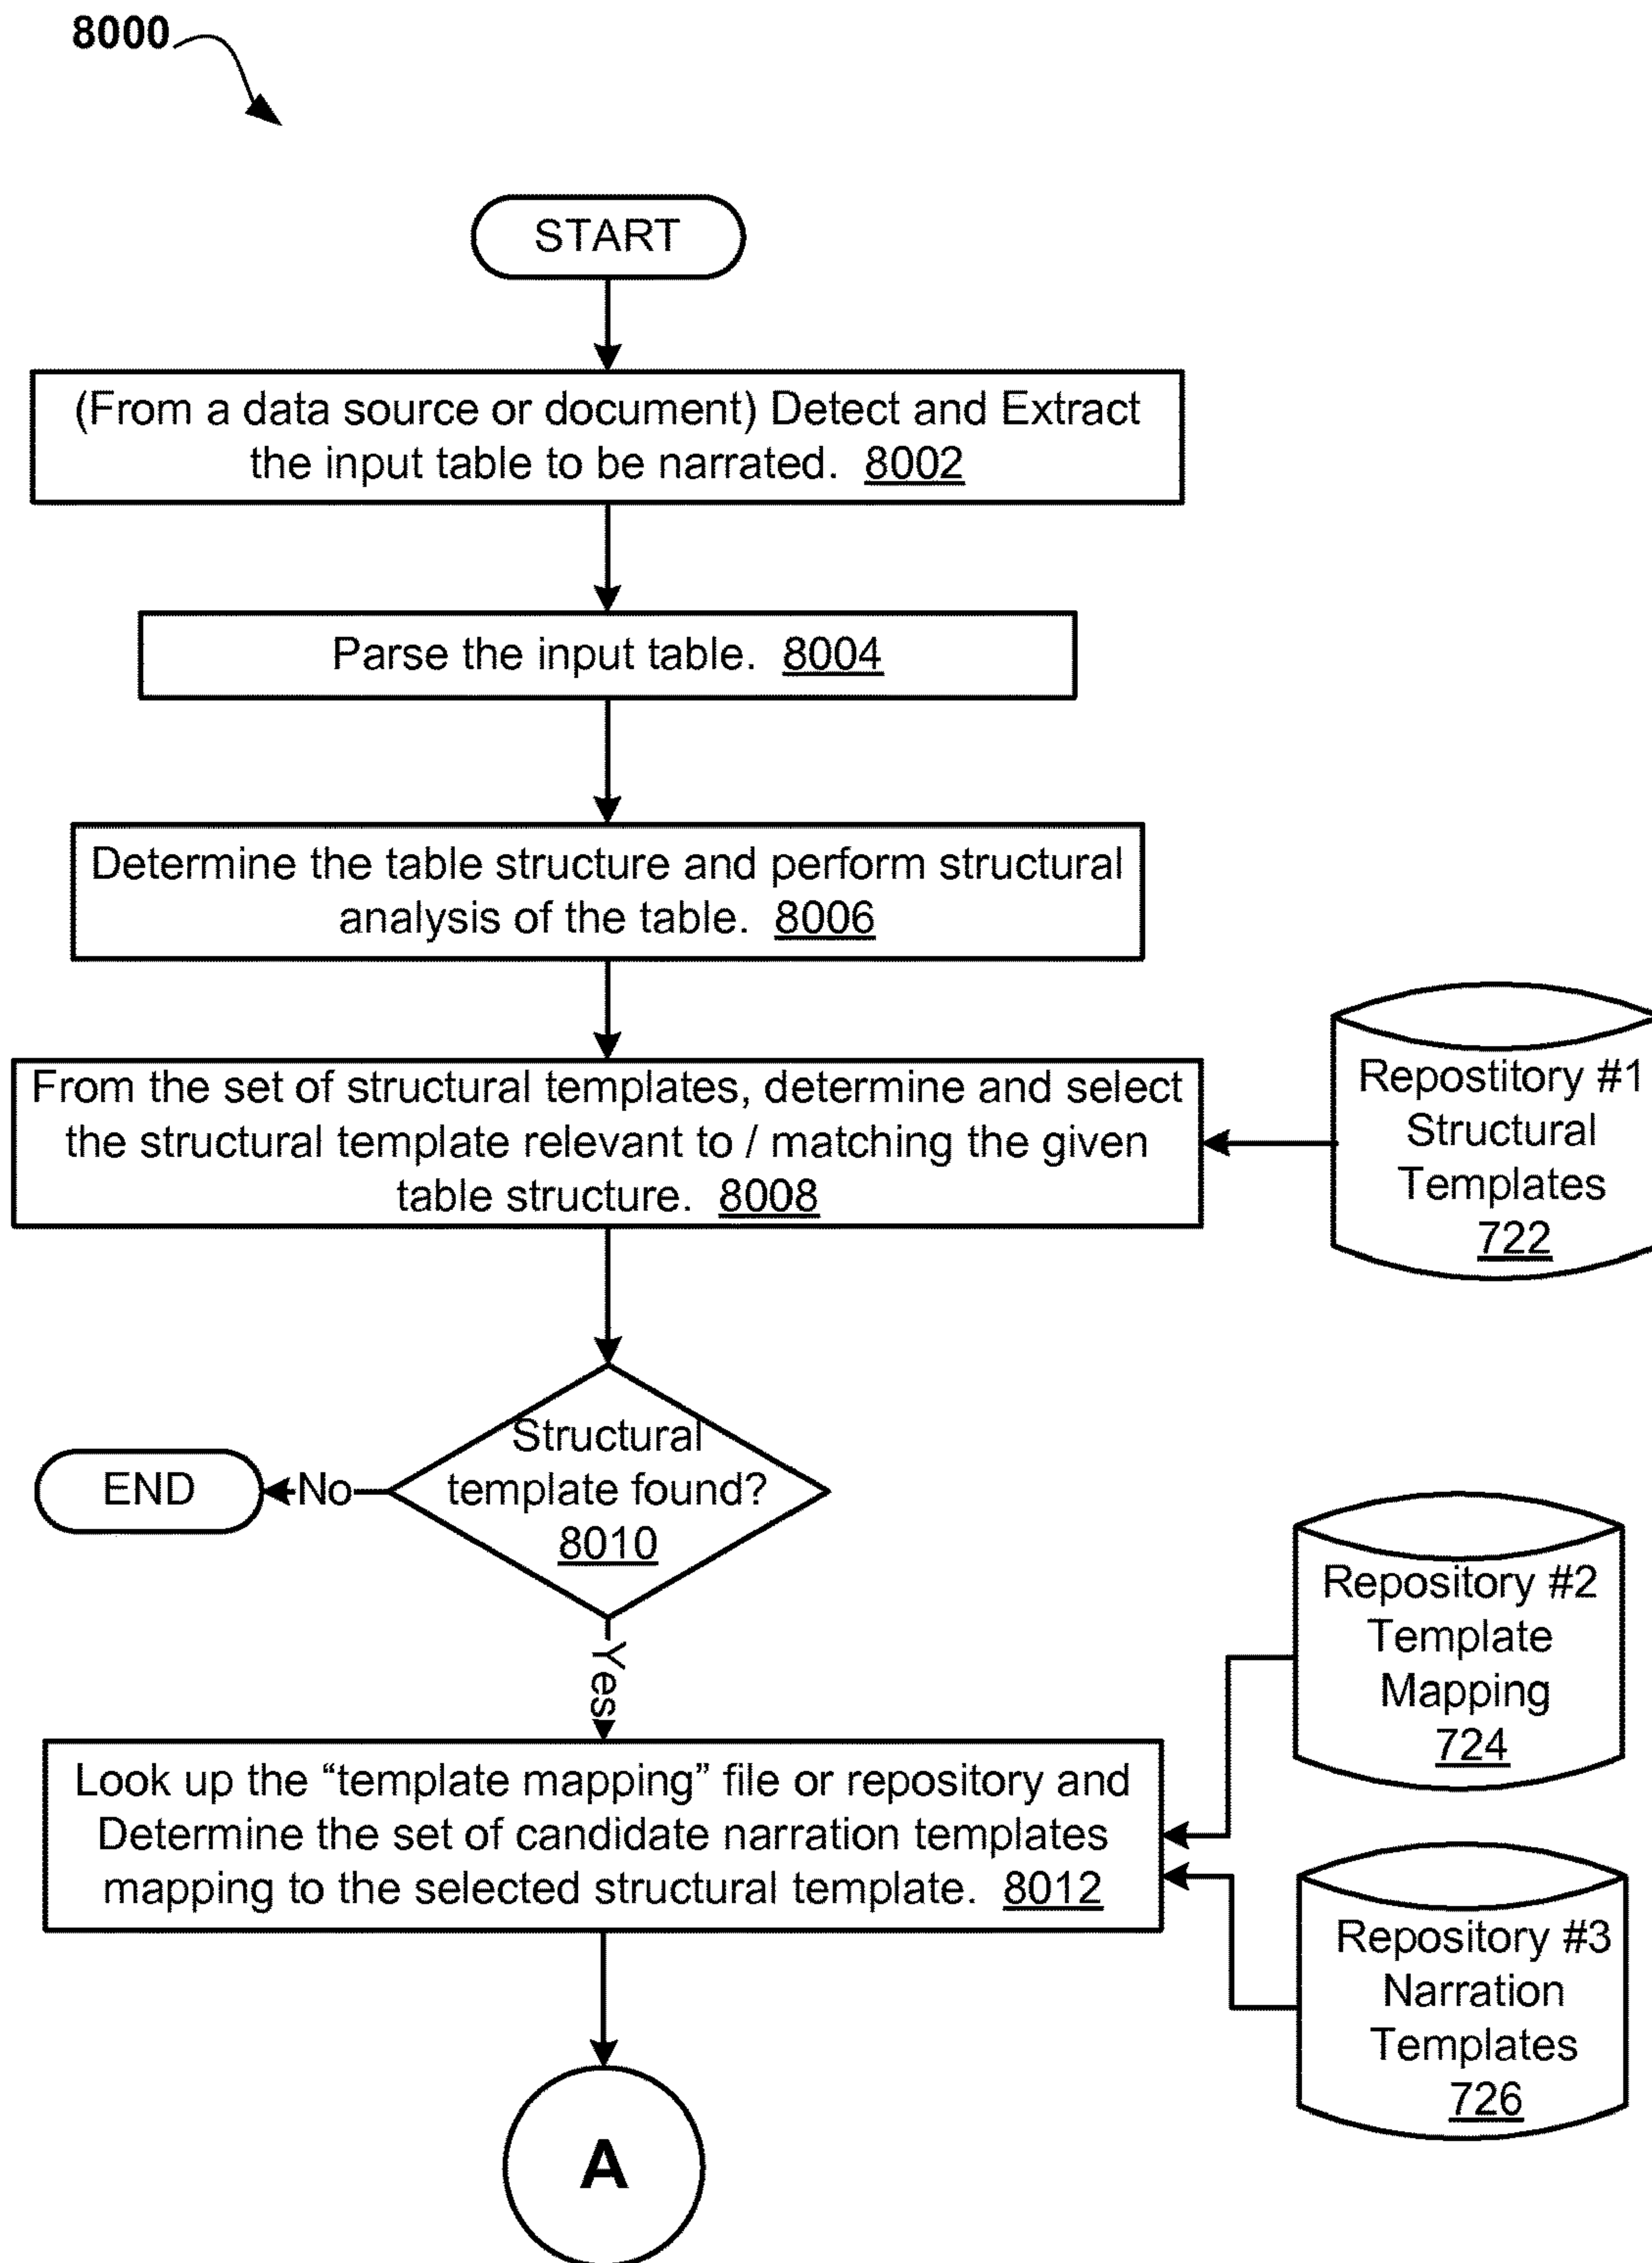 8000
START
(From a data source or document) Detect and Extract
the input table to be narrated. 8002
Parse the input table. 8004
Determine the table structure and perform structural
analysis of the table. 8006
From the set of structural templates, determine and select
the structural template relevant to / matching the given
table structure. 8008
Repostitory #1
Structural
Templates
722
Structural
template found?
8010
No
END
Yes
Repository #2
Template
Mapping
724
Look up the “template mapping” file or repository and
Determine the set of candidate narration templates
mapping to the selected structural template. 8012
Repository #3
Narration
Templates
726
A